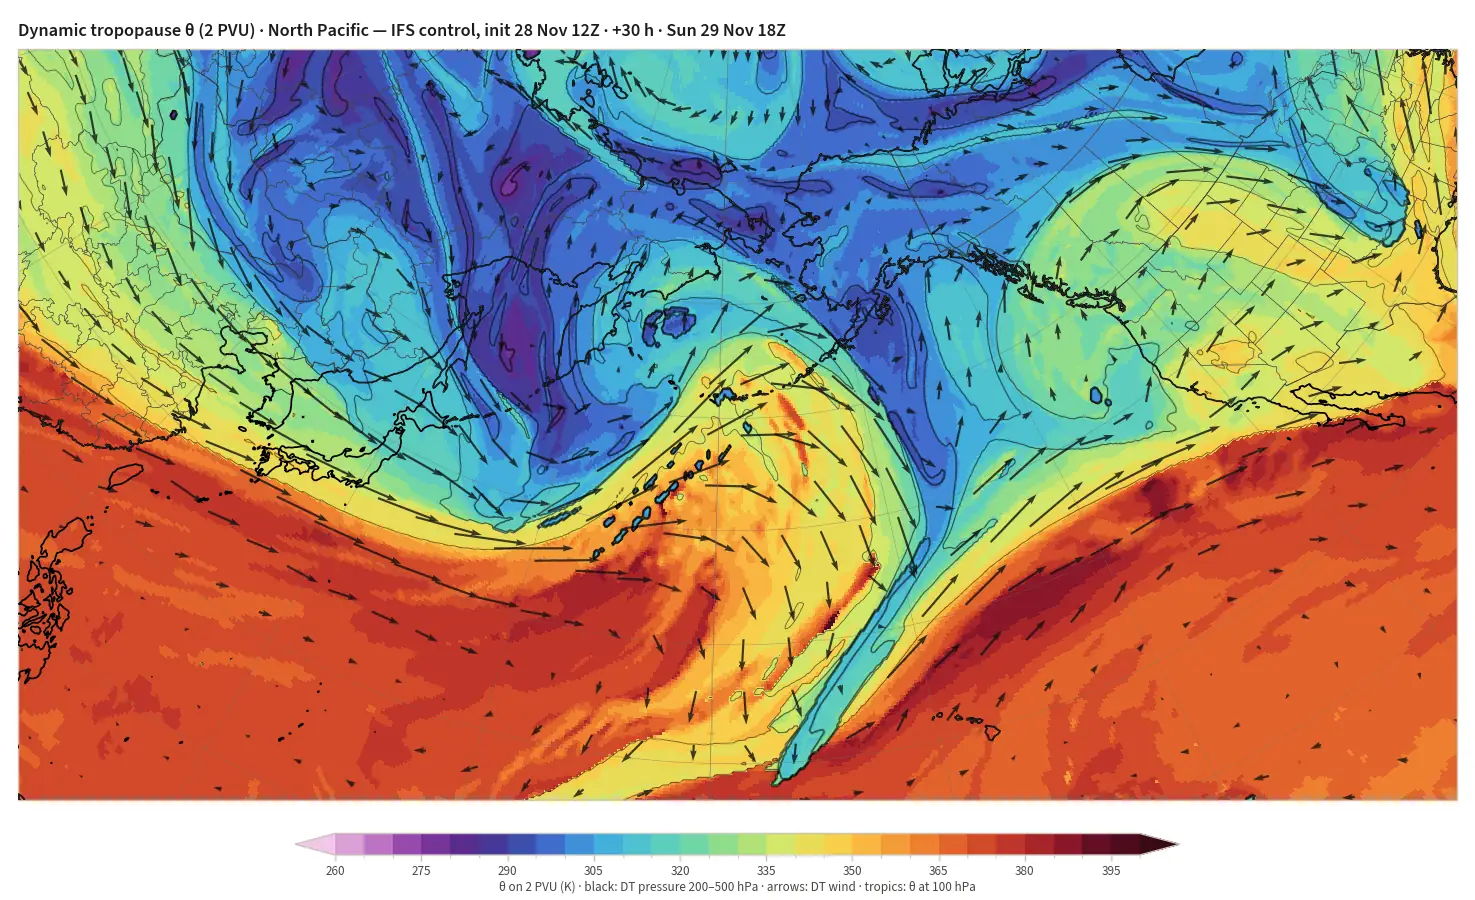 Dynamic tropopause θ (2 PVU) · North Pacific — IFS control, init 28 Nov 12Z · +30 h · Sun 29 Nov 18Z
260 275 290 305 320 335 350 365 380 395
θ on 2 PVU (K) · black: DT pressure 200–500 hPa · arrows: DT wind · tropics: θ at 100 hPa